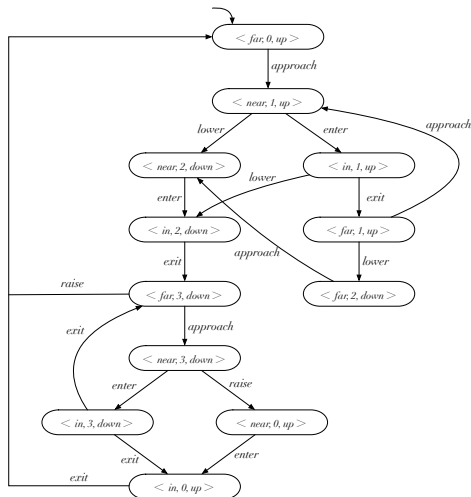 < far, 0, up >
approach
< near, 1, up >
approach
lower
enter
< near, 2, down >
< in, 1, up >
lower
enter
exit
< in, 2, down >
< far, 1, up >
approach
exit
lower
raise
< far, 3, down >
< far, 2, down >
exit
approach
< near, 3, down >
enter
raise
< in, 3, down >
< near, 0, up >
exit
enter
exit
< in, 0, up >